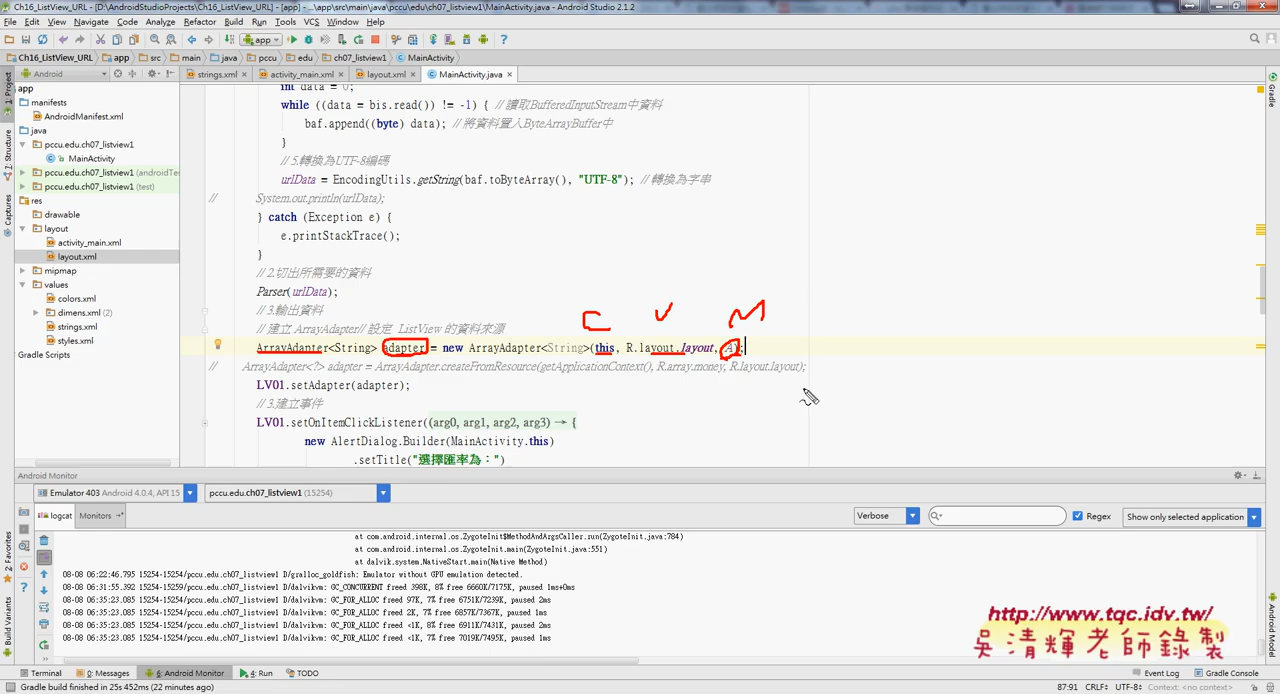 Ch16_ListView_URL - [D:\AndroidStudioProjects\Ch16_ListView_URL] - [app] - ...\app\src\main\java\pccu\edu\ch07_listview1\MainActivity.java - Android Studio 2.1.2
File Edit View Navigate Code Analyze Refactor Build Run Tools VCS Window Help
app
Ch16_ListView_URL app src main java pccu edu ch07_listview1 MainActivity
Android
strings.xml activity_main.xml layout.xml MainActivity.java
1: Project
Structure
Captures
2: Favorites
Build Variants
Gradle
Android Model
app
manifests
AndroidManifest.xml
java
pccu.edu.ch07_listview1
MainActivity
pccu.edu.ch07_listview1 (androidTes
pccu.edu.ch07_listview1 (test)
res
drawable
layout
activity_main.xml
layout.xml
mipmap
values
colors.xml
dimens.xml (2)
strings.xml
styles.xml
Gradle Scripts
int data = 0;
while ((data = bis.read()) != -1) { //讀取BufferedInputStream中資料
baf.append((byte) data); //將資料置入ByteArrayBuffer中
}
// 5.轉換為UTF-8編碼
urlData = EncodingUtils.getString(baf.toByteArray(), "UTF-8"); //轉換為字串
// System.out.println(urlData);
} catch (Exception e) {
e.printStackTrace();
}
// 2.切出所需要的資料
Parser(urlData);
// 3.輸出資料
C V M
// 建立 ArrayAdapter// 設定 ListView 的資料來源
ArrayAdapter<String> adapter = new ArrayAdapter<String>(this, R.layout.layout, A);
// ArrayAdapter<?> adapter = ArrayAdapter.createFromResource(getApplicationContext(), R.array.money, R.layout.layout);
LV01.setAdapter(adapter);
// 3.建立事件
LV01.setOnItemClickListener((arg0, arg1, arg2, arg3) → {
new AlertDialog.Builder(MainActivity.this)
.setTitle("選擇匯率為：")
Android Monitor
Emulator 403 Android 4.0.4, API 15 pccu.edu.ch07_listview1 (15254)
logcat Monitors Verbose Regex Show only selected application
at com.android.internal.os.ZygoteInit$MethodAndArgsCaller.run(ZygoteInit.java:784)
at com.android.internal.os.ZygoteInit.main(ZygoteInit.java:551)
at dalvik.system.NativeStart.main(Native Method)
08-08 06:22:46.795 15254-15254/pccu.edu.ch07_listview1 D/gralloc_goldfish: Emulator without GPU emulation detected.
08-08 06:31:55.392 15254-15254/pccu.edu.ch07_listview1 D/dalvikvm: GC_CONCURRENT freed 398K, 8% free 6660K/7175K, paused 1ms+0ms
08-08 06:35:23.085 15254-15254/pccu.edu.ch07_listview1 D/dalvikvm: GC_FOR_ALLOC freed 97K, 7% free 6751K/7239K, paused 2ms
08-08 06:35:23.085 15254-15254/pccu.edu.ch07_listview1 D/dalvikvm: GC_FOR_ALLOC freed 2K, 7% free 6857K/7367K, paused 1ms
08-08 06:35:23.085 15254-15254/pccu.edu.ch07_listview1 D/dalvikvm: GC_FOR_ALLOC freed <1K, 8% free 6911K/7431K, paused 2ms
08-08 06:35:23.085 15254-15254/pccu.edu.ch07_listview1 D/dalvikvm: GC_FOR_ALLOC freed <1K, 7% free 7019K/7495K, paused 1ms
http://www.tqc.idv.tw/
吳清輝老師錄製
Terminal 0: Messages 6: Android Monitor 4: Run TODO Event Log Gradle Console
Gradle build finished in 25s 452ms (22 minutes ago) 87:91 CRLF UTF-8 Context: <no context>